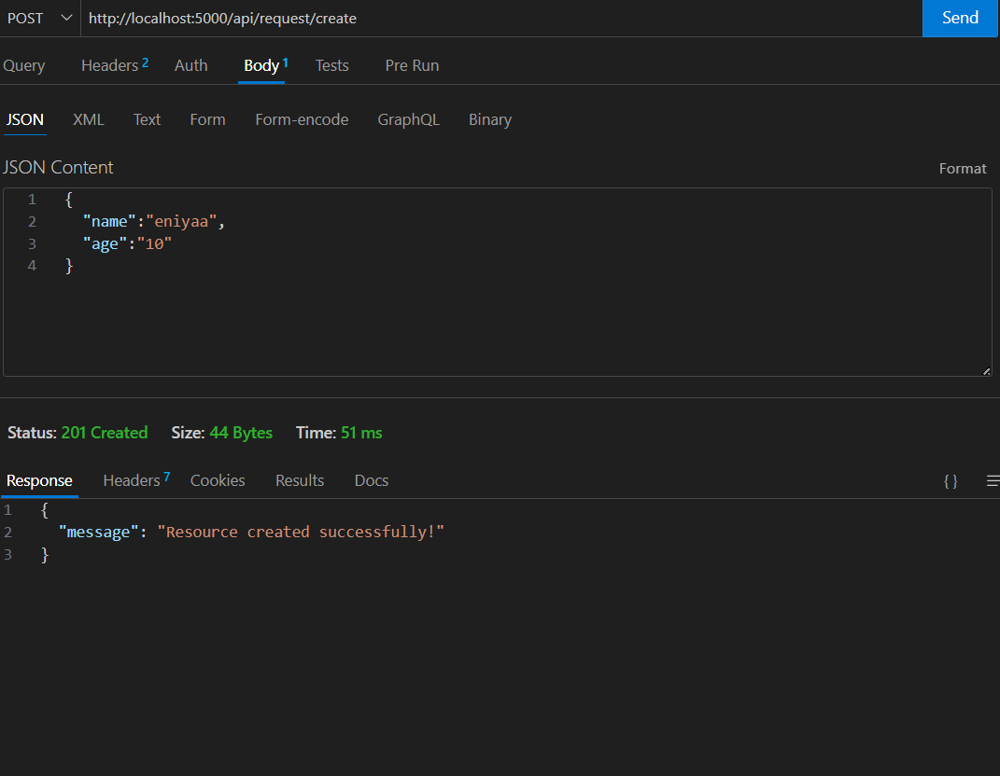 POST http://localhost:5000/api/request/create Send
Query Headers 2 Auth Body 1 Tests Pre Run
JSON XML Text Form Form-encode GraphQL Binary
JSON Content Format
1 {
2 "name":"eniyaa",
3 "age":"10"
4 }
Status: 201 Created Size: 44 Bytes Time: 51 ms
Response Headers 7 Cookies Results Docs { }
1 {
2 "message": "Resource created successfully!"
3 }